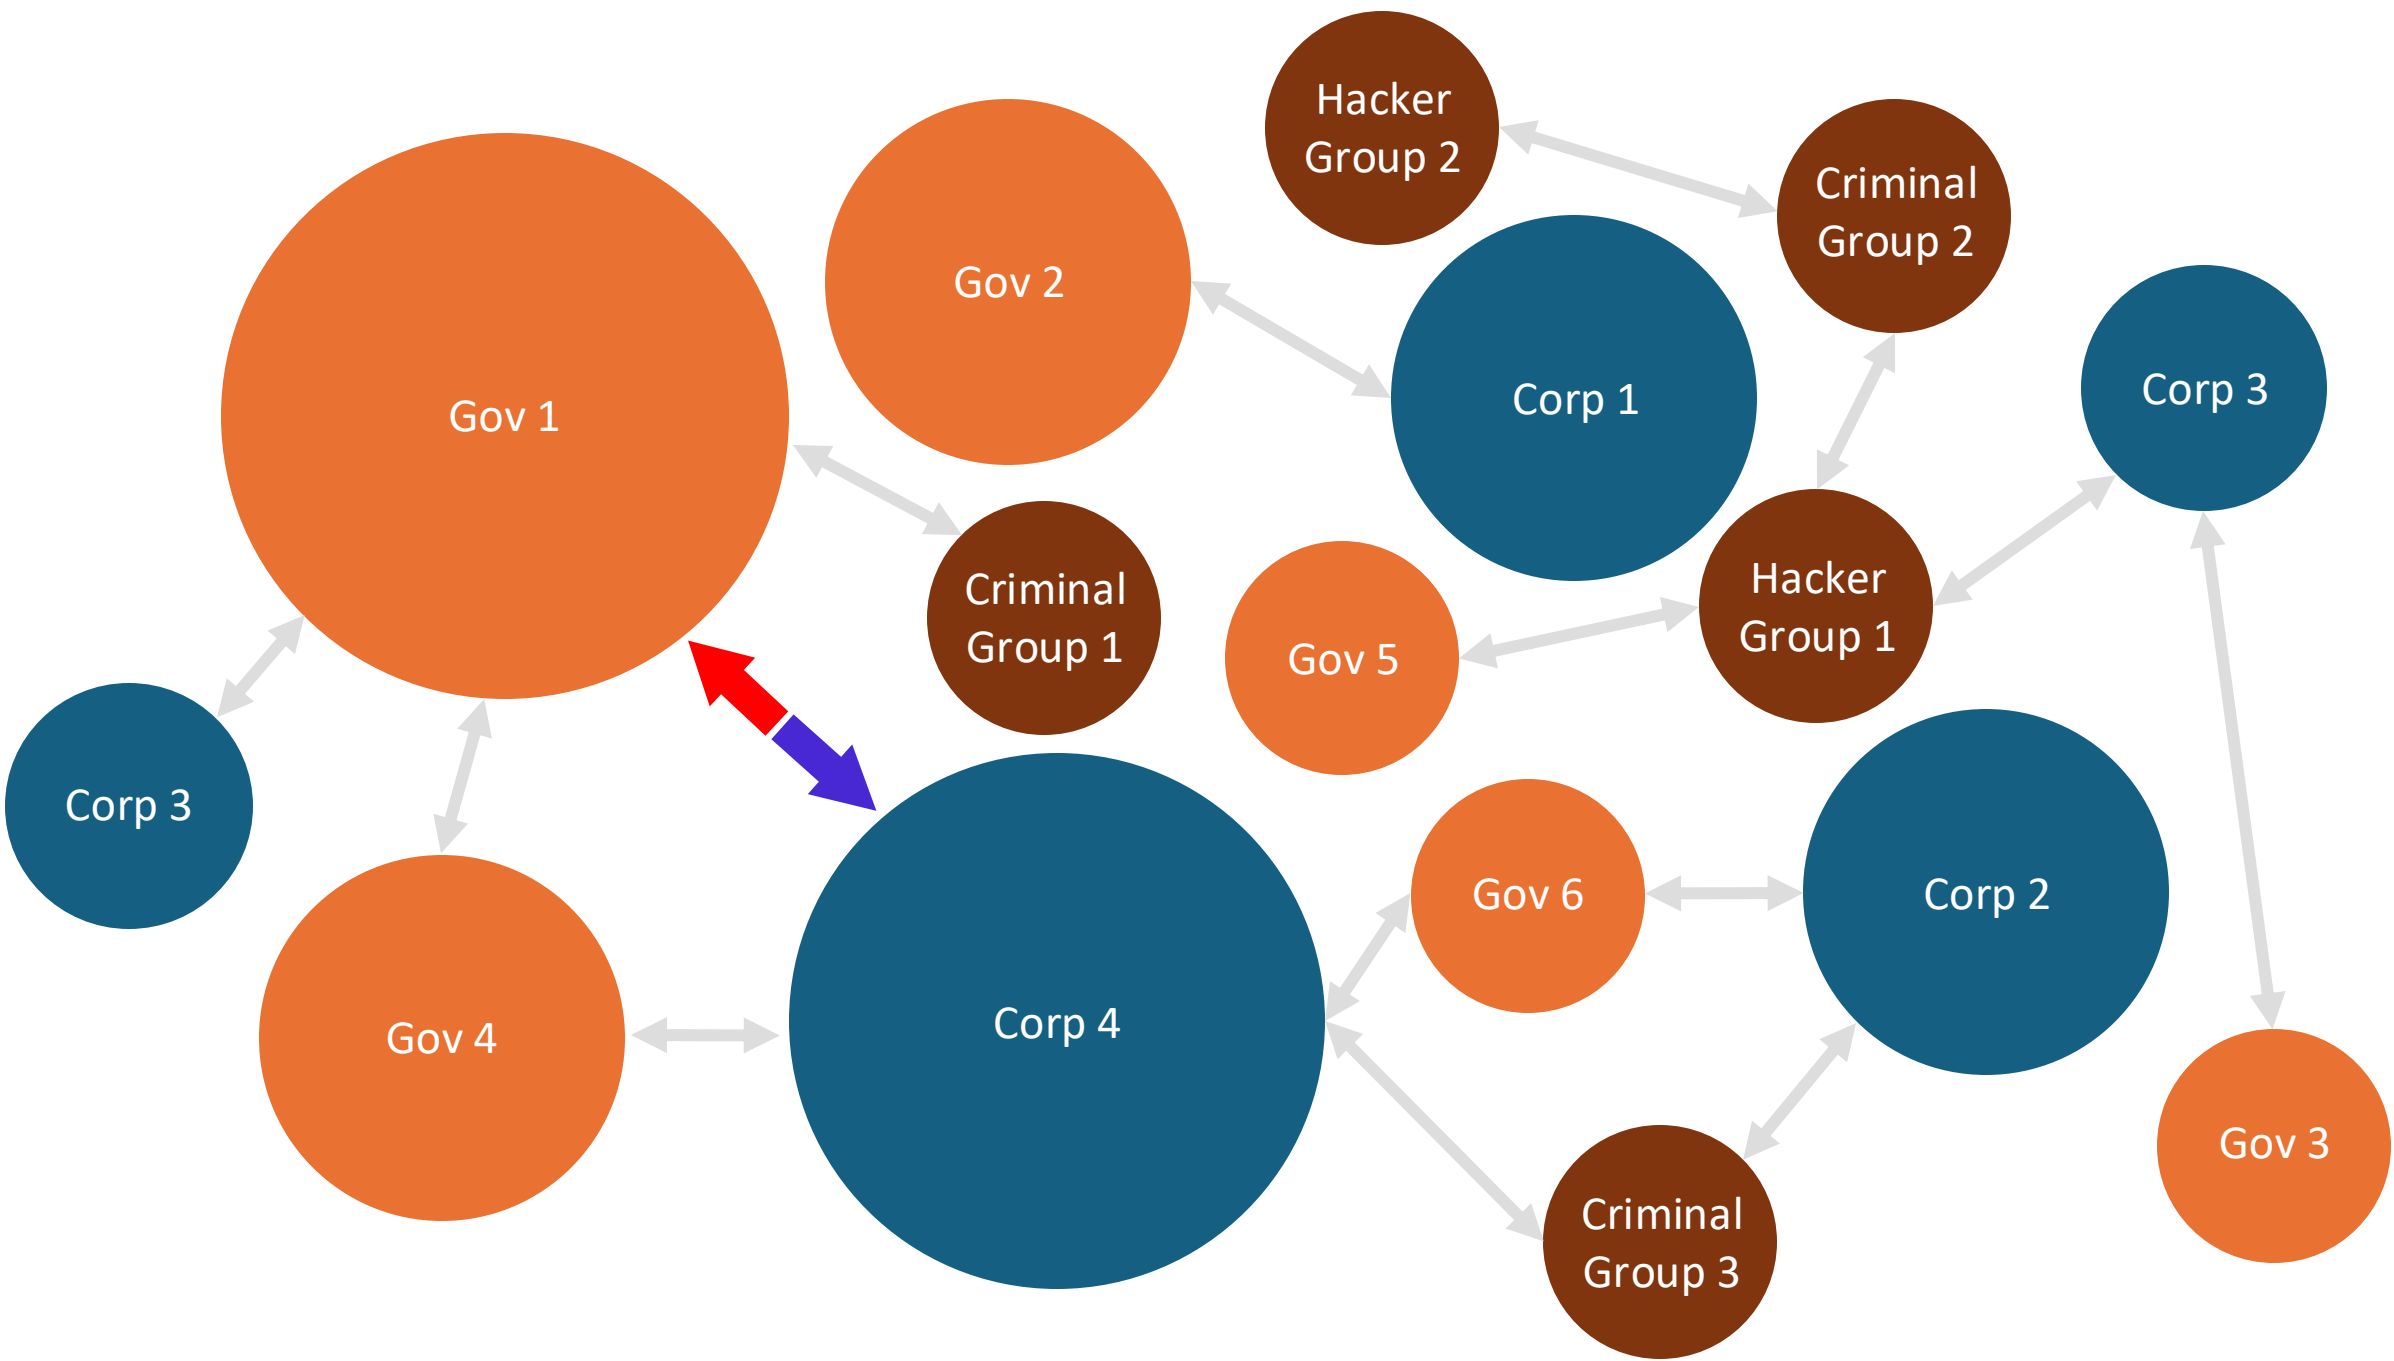 Hacker
Group 2
Criminal
Group 2
Gov 2
Corp 3
Corp 1
Gov 1
Criminal
Group 1
Hacker
Group 1
Gov 5
Corp 3
Gov 6
Corp 2
Corp 4
Gov 4
Gov 3
Criminal
Group 3